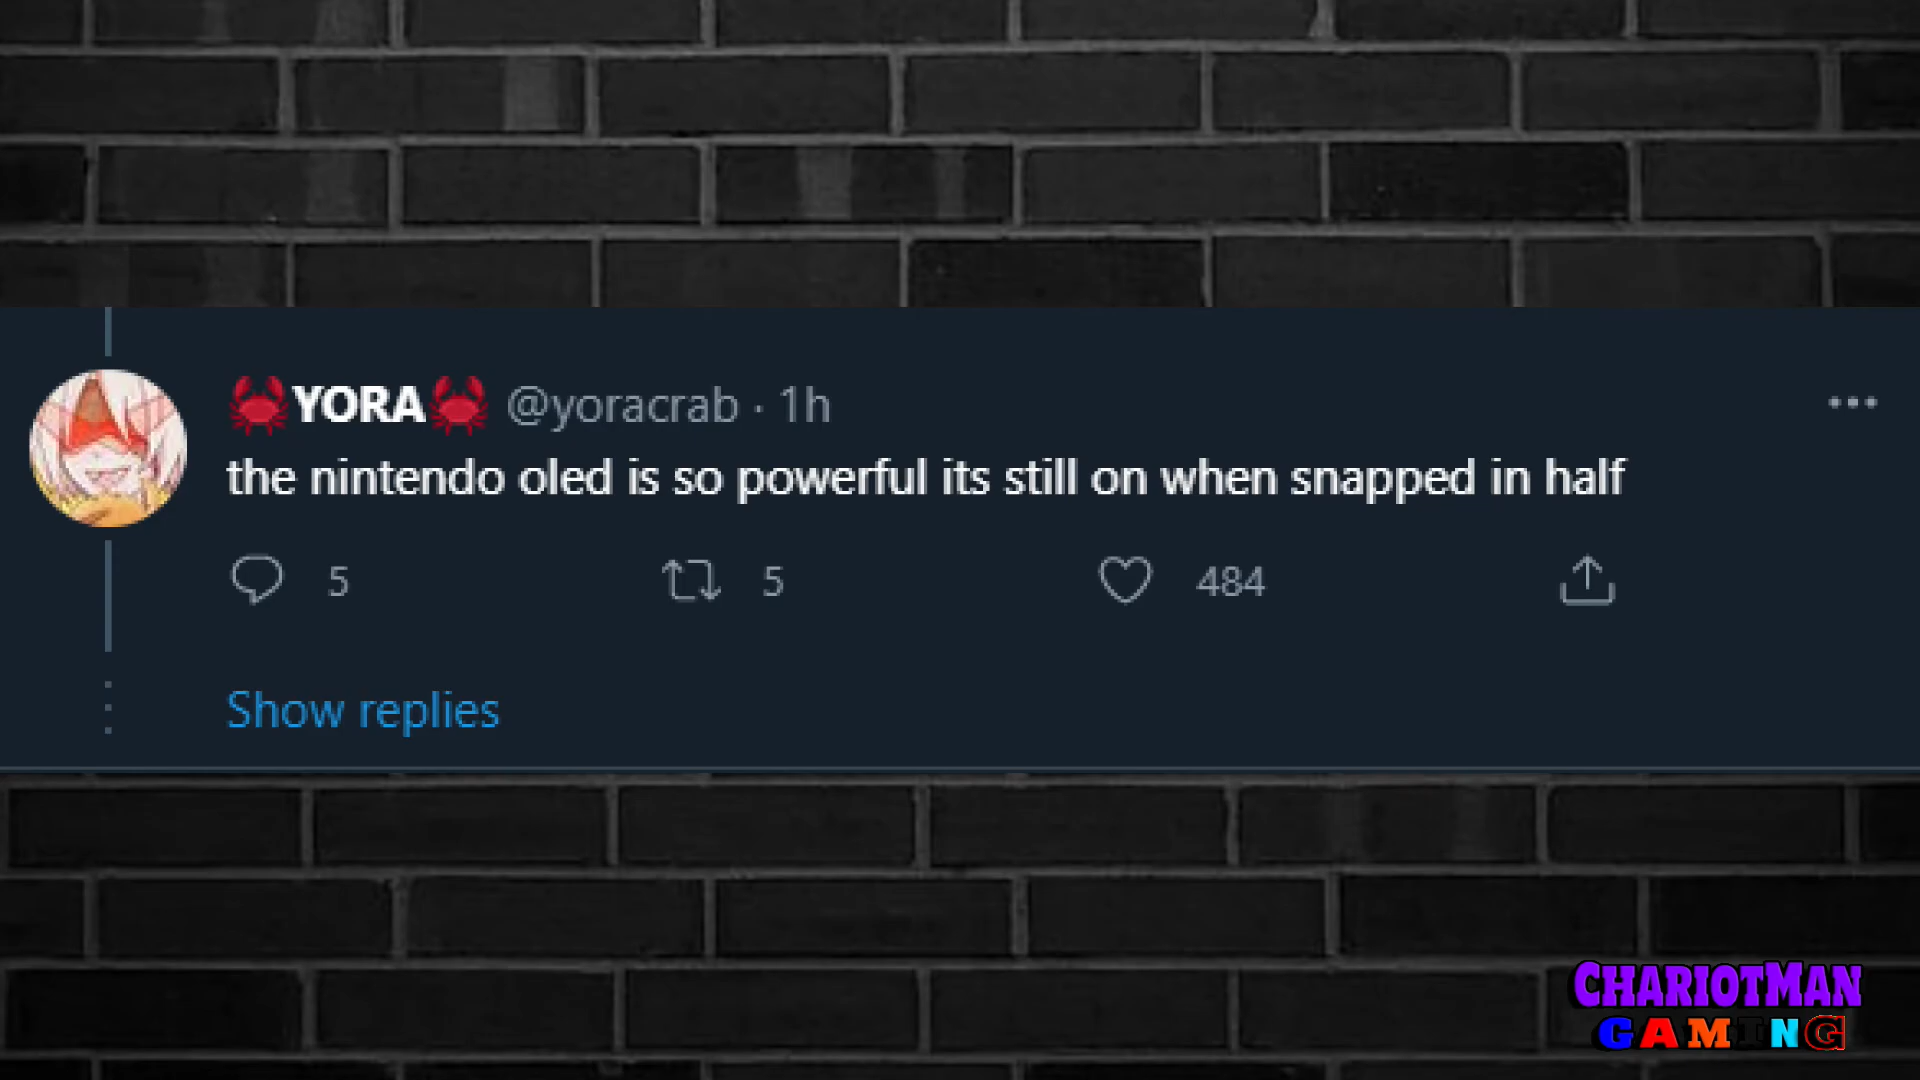 🦀YORA🦀 @yoracrab · 1h
the nintendo oled is so powerful its still on when snapped in half
5 5 484
Show replies
CHARIOTMAN
GAMING